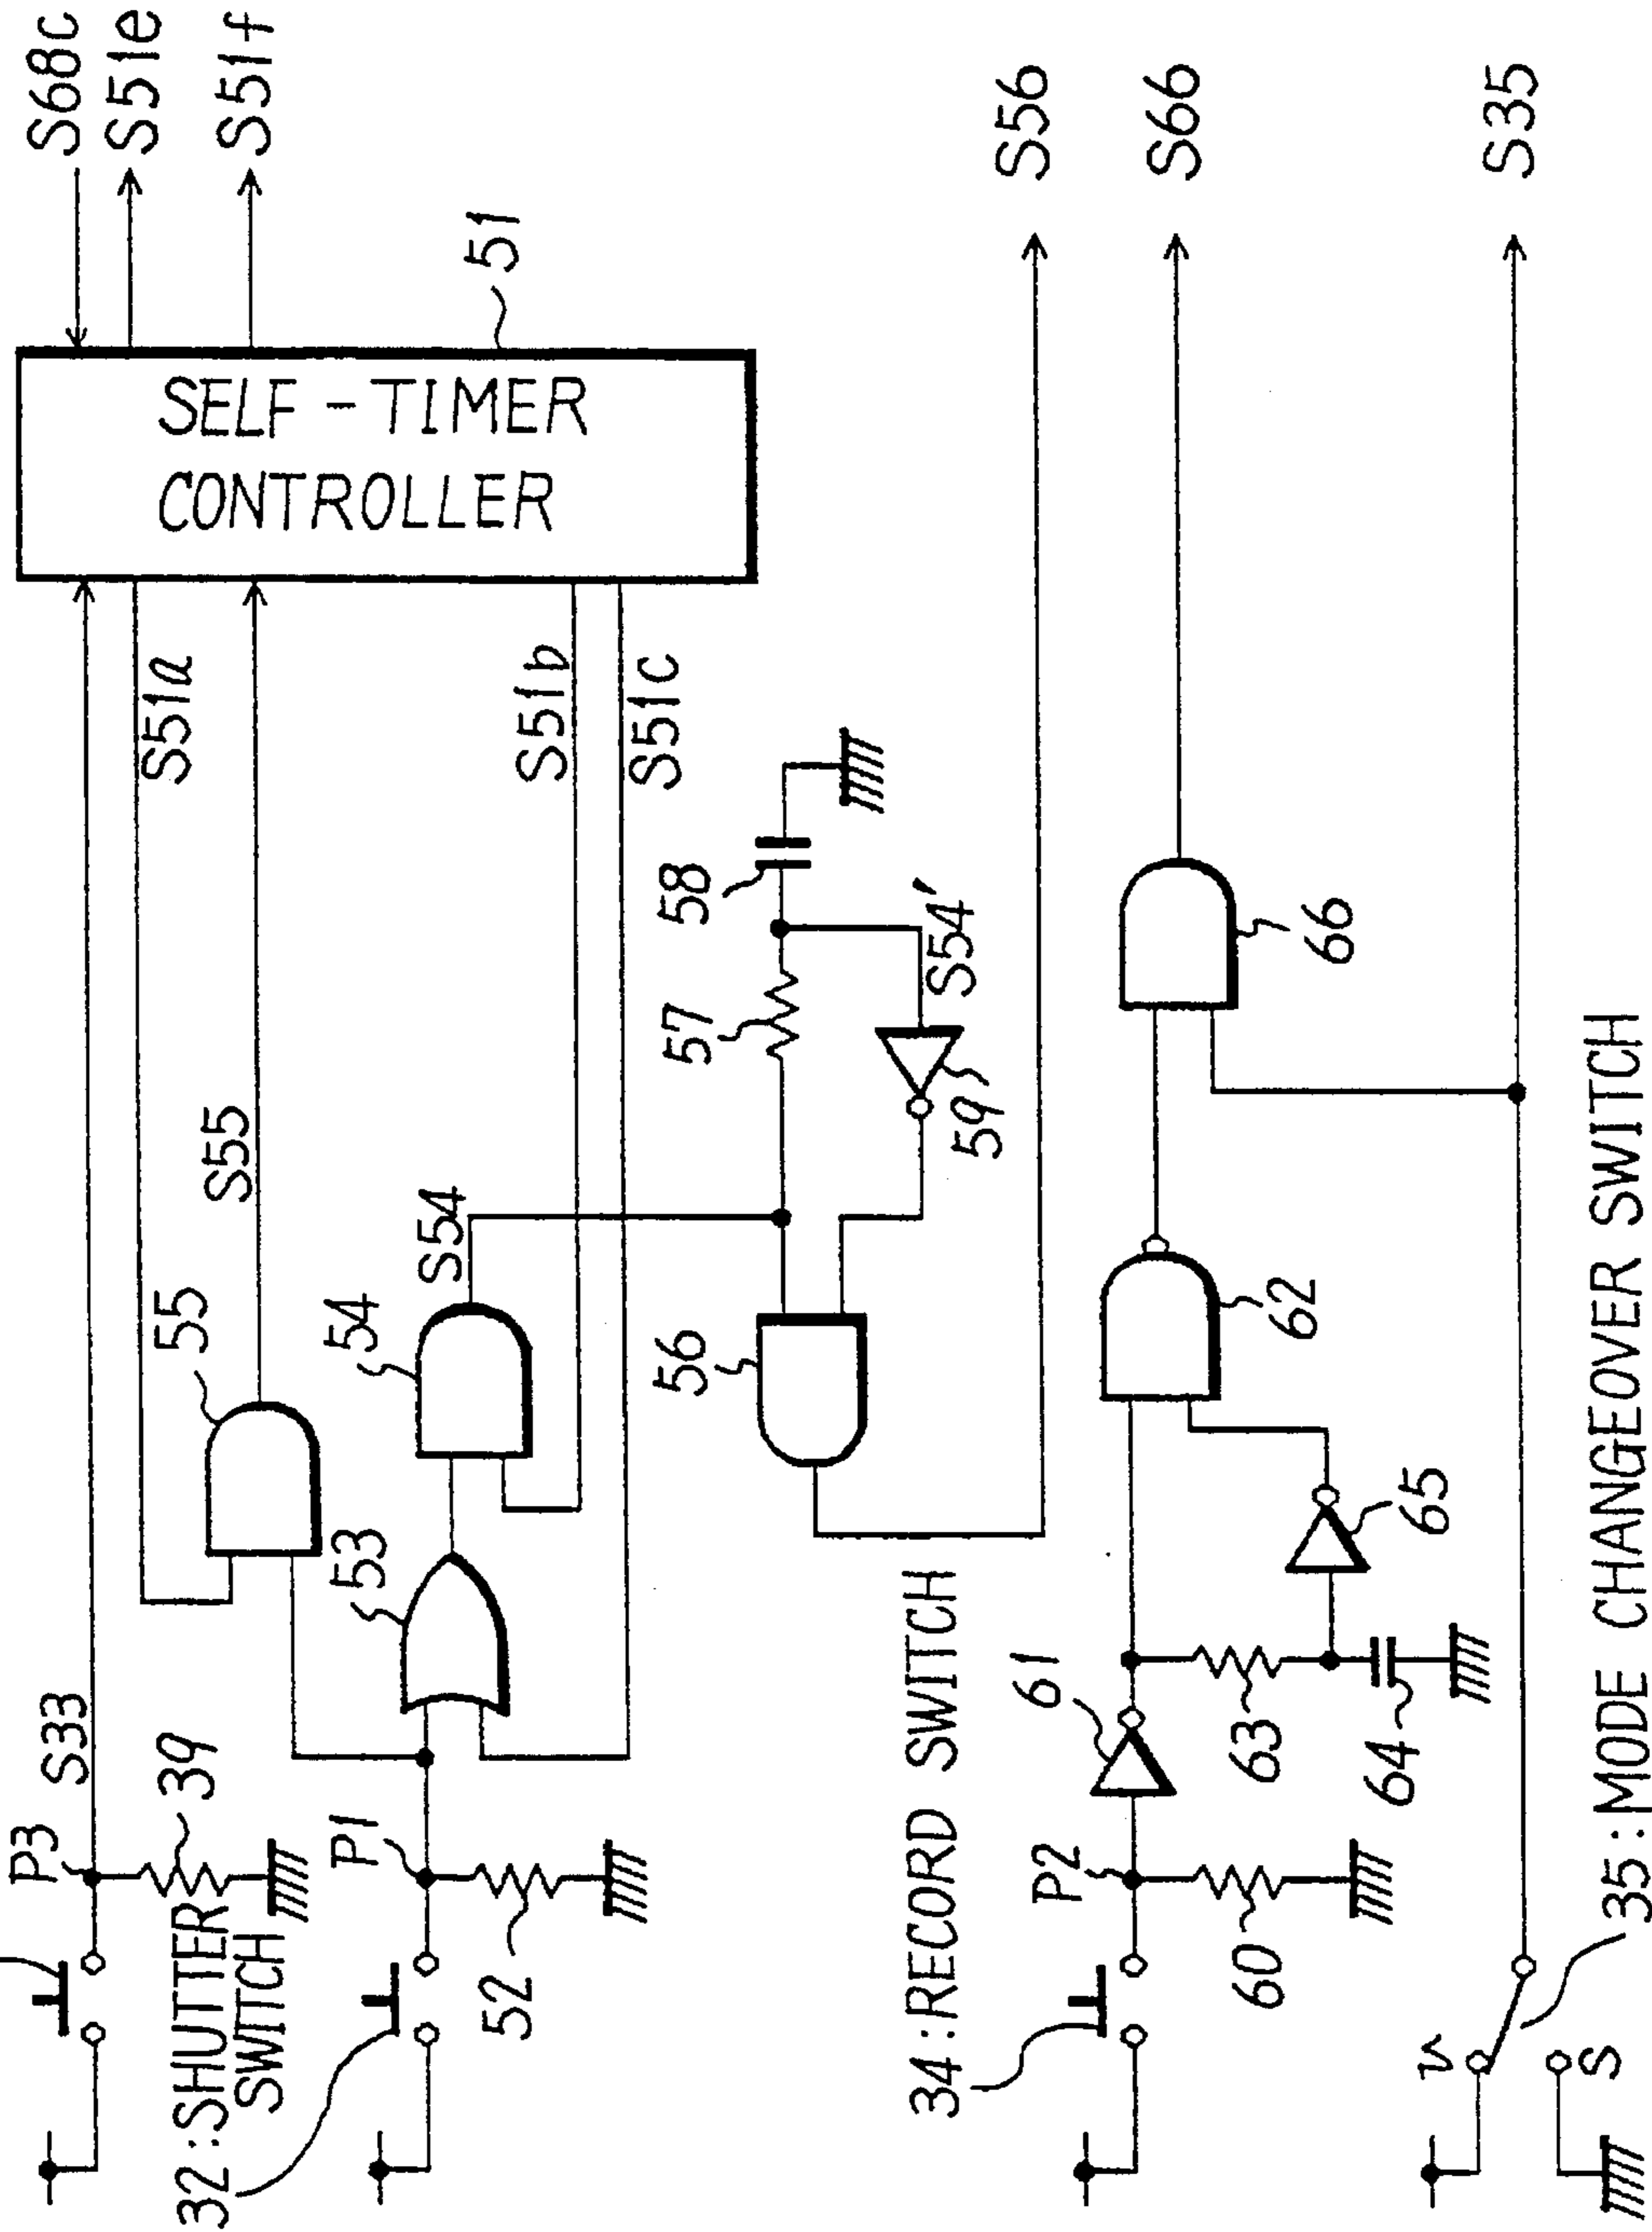 S68c
S51e
S51f
51
SELF-TIMER
CONTROLLER
S33
P3
39
S51a
S55
55
S51b
S51c
54
S54
53
P1
52
32:SHUTTER
SWITCH
58
57
S54'
59
56
S56
34:RECORD SWITCH
P2
60
61
63
64
65
62
66
S66
v
S
S35
35:MODE CHANGEOVER SWITCH